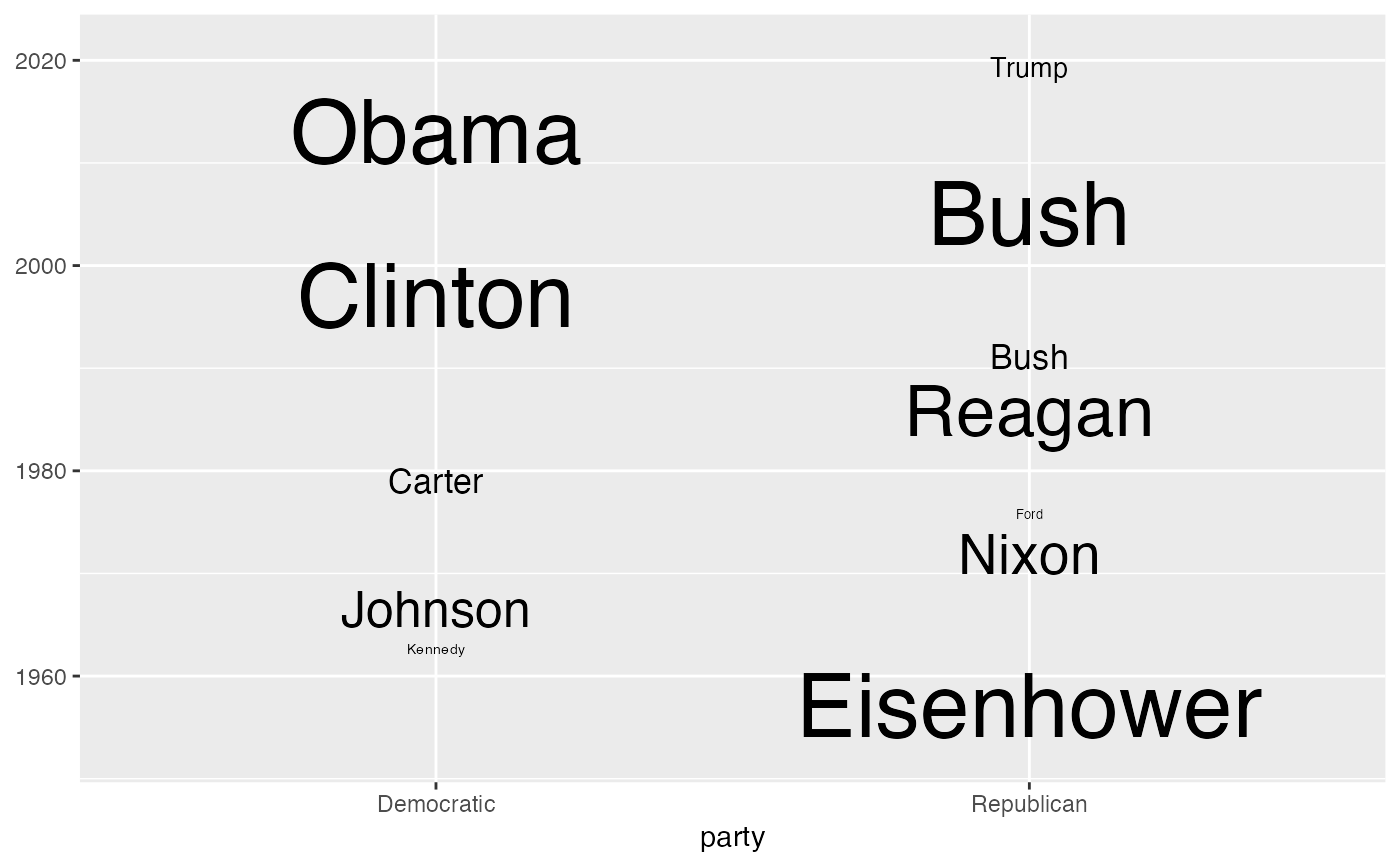 2020
Trump
Obama
Bush
2000
Clinton
Bush
Reagan
1980
Carter
Ford
Nixon
Johnson
Kennedy
1960
Eisenhower
Democratic
Republican
party